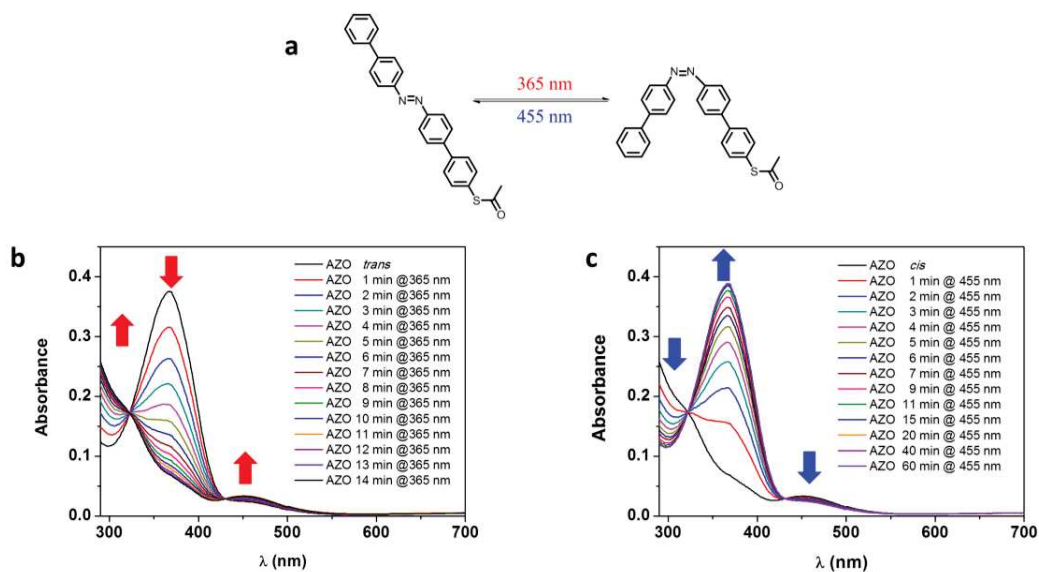 a
N=N
S
O
365 nm
455 nm
N=N
S
O
b
Absorbance
0.4
0.3
0.2
0.1
0.0
300 400 500 600 700
λ (nm)
AZO trans
AZO 1 min @365 nm
AZO 2 min @365 nm
AZO 3 min @365 nm
AZO 4 min @365 nm
AZO 5 min @365 nm
AZO 6 min @365 nm
AZO 7 min @365 nm
AZO 8 min @365 nm
AZO 9 min @365 nm
AZO 10 min @365 nm
AZO 11 min @365 nm
AZO 12 min @365 nm
AZO 13 min @365 nm
AZO 14 min @365 nm
c
Absorbance
0.4
0.3
0.2
0.1
0.0
300 400 500 600 700
λ (nm)
AZO cis
AZO 1 min @ 455 nm
AZO 2 min @ 455 nm
AZO 3 min @ 455 nm
AZO 4 min @ 455 nm
AZO 5 min @ 455 nm
AZO 6 min @ 455 nm
AZO 7 min @ 455 nm
AZO 9 min @ 455 nm
AZO 11 min @ 455 nm
AZO 15 min @ 455 nm
AZO 20 min @ 455 nm
AZO 40 min @ 455 nm
AZO 60 min @ 455 nm